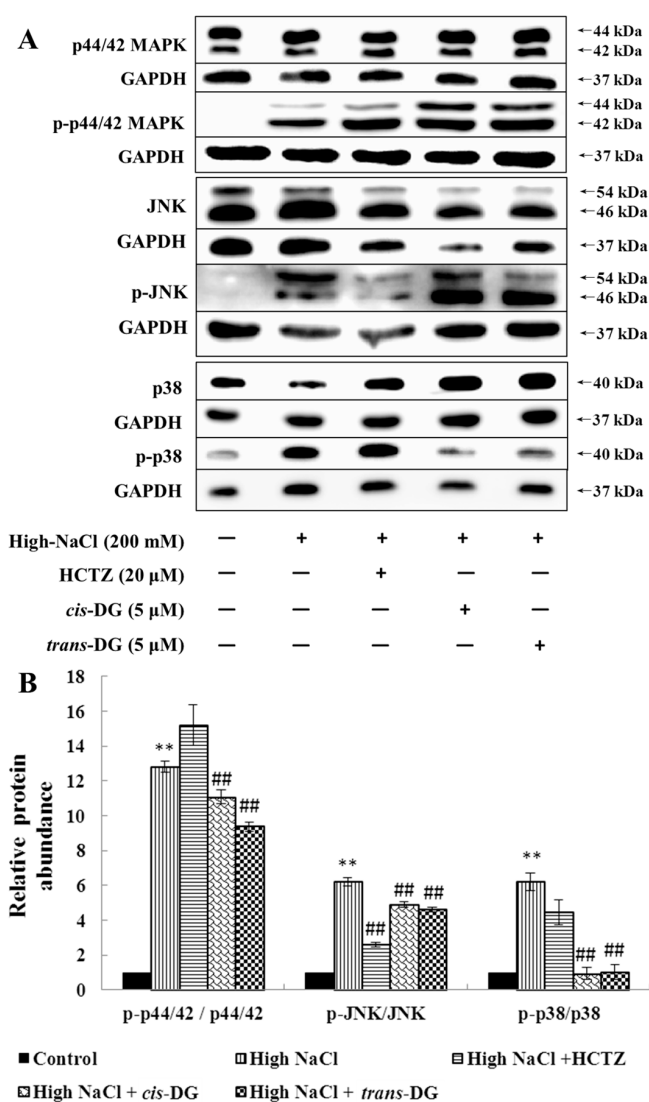 A
p44/42 MAPK ←44 kDa
←42 kDa
GAPDH ←37 kDa
p-p44/42 MAPK ←44 kDa
←42 kDa
GAPDH ←37 kDa
JNK ←54 kDa
←46 kDa
GAPDH ←37 kDa
p-JNK ←54 kDa
←46 kDa
GAPDH ←37 kDa
p38 ←40 kDa
GAPDH ←37 kDa
p-p38 ←40 kDa
GAPDH ←37 kDa
High-NaCl (200 mM) — + + + +
HCTZ (20 µM) — — + — —
cis-DG (5 µM) — — — + —
trans-DG (5 µM) — — — — +
B
Relative protein
abundance
18
16
14
12
10
8
6
4
2
0
** ## ##
** ## ## ##
** ## ##
p-p44/42 / p44/42 p-JNK/JNK p-p38/p38
Control High NaCl High NaCl +HCTZ
High NaCl + cis-DG High NaCl + trans-DG